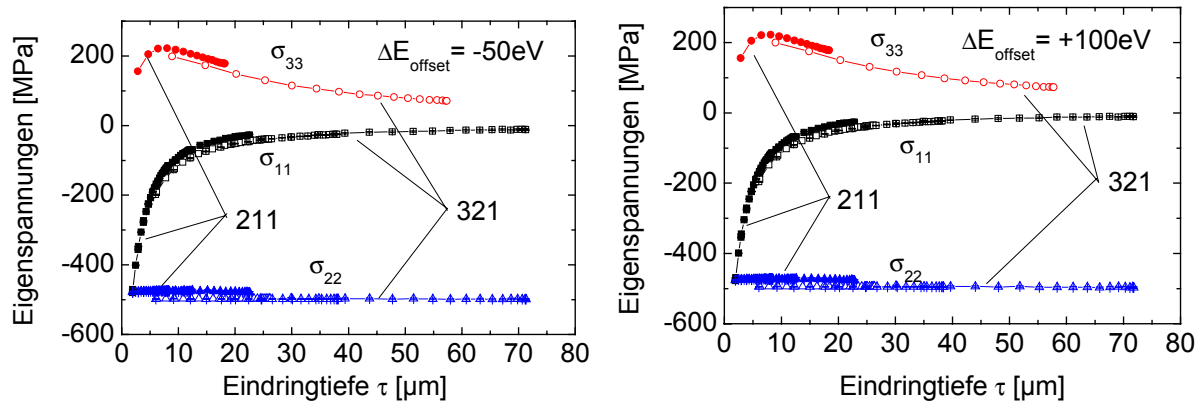 Eigenspannungen [MPa]
200
0
-200
-400
-600
0 10 20 30 40 50 60 70 80
Eindringtiefe τ [µm]
σ33
ΔEoffset = -50eV
σ11
211
321
σ22
Eigenspannungen [MPa]
200
0
-200
-400
-600
0 10 20 30 40 50 60 70 80
Eindringtiefe τ [µm]
σ33
ΔEoffset = +100eV
σ11
211
321
σ22